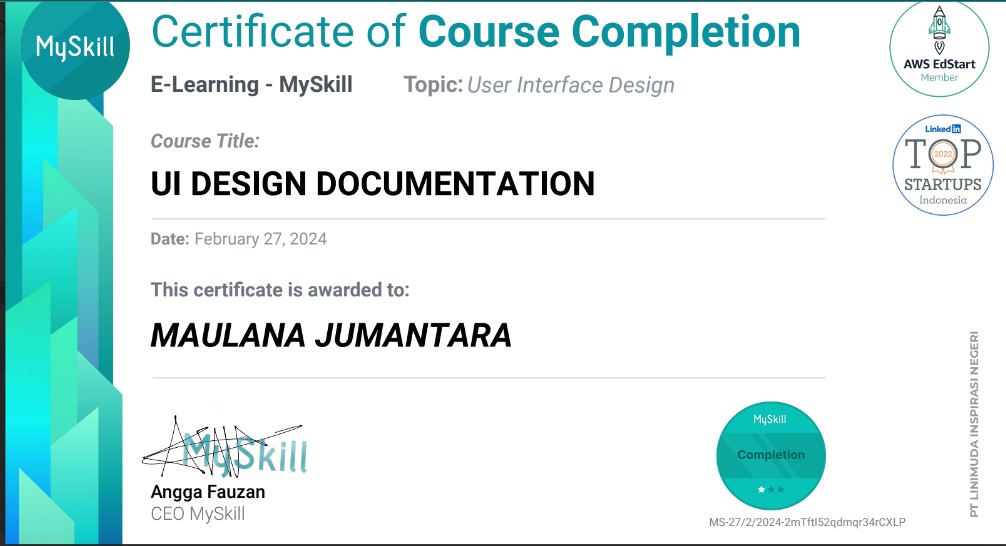 MySkill
Certificate of Course Completion
E-Learning - MySkill Topic: User Interface Design
AWS EdStart
Member
Course Title:
UI DESIGN DOCUMENTATION
LinkedIn
TOP
2022
STARTUPS
Indonesia
Date: February 27, 2024
This certificate is awarded to:
MAULANA JUMANTARA
MySkill
Angga Fauzan
CEO MySkill
MySkill
Completion
MS-27/2/2024-2mTftI52qdmqr34rCXLP
PT LINIMUDA INSPIRASI NEGERI